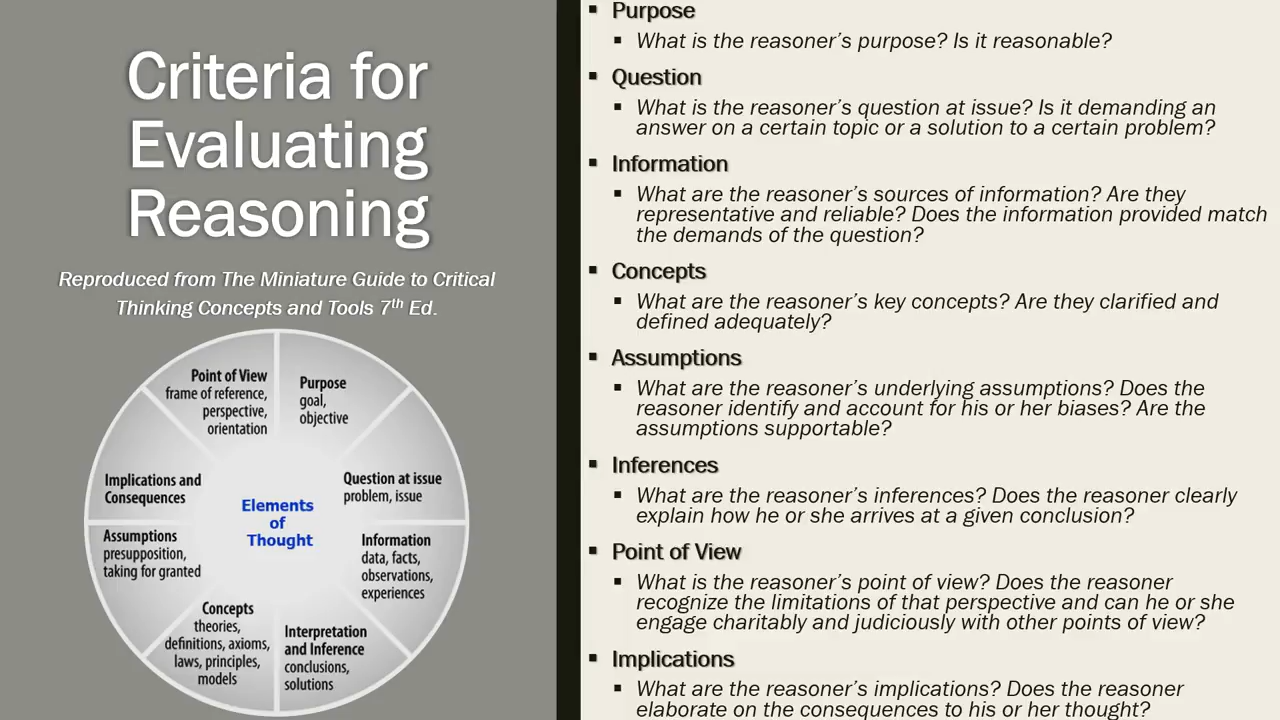 Criteria for
Evaluating
Reasoning
Reproduced from The Miniature Guide to Critical
Thinking Concepts and Tools 7th Ed.
Point of View
frame of reference,
perspective,
orientation
Purpose
goal,
objective
Implications and
Consequences
Question at issue
problem, issue
Elements
of
Thought
Assumptions
presupposition,
taking for granted
Information
data, facts,
observations,
experiences
Concepts
theories,
definitions, axioms,
laws, principles,
models
Interpretation
and Inference
conclusions,
solutions
▪ Purpose
▪ What is the reasoner's purpose? Is it reasonable?
▪ Question
▪ What is the reasoner's question at issue? Is it demanding an
answer on a certain topic or a solution to a certain problem?
▪ Information
▪ What are the reasoner's sources of information? Are they
representative and reliable? Does the information provided match
the demands of the question?
▪ Concepts
▪ What are the reasoner's key concepts? Are they clarified and
defined adequately?
▪ Assumptions
▪ What are the reasoner's underlying assumptions? Does the
reasoner identify and account for his or her biases? Are the
assumptions supportable?
▪ Inferences
▪ What are the reasoner's inferences? Does the reasoner clearly
explain how he or she arrives at a given conclusion?
▪ Point of View
▪ What is the reasoner's point of view? Does the reasoner
recognize the limitations of that perspective and can he or she
engage charitably and judiciously with other points of view?
▪ Implications
▪ What are the reasoner's implications? Does the reasoner
elaborate on the consequences to his or her thought?